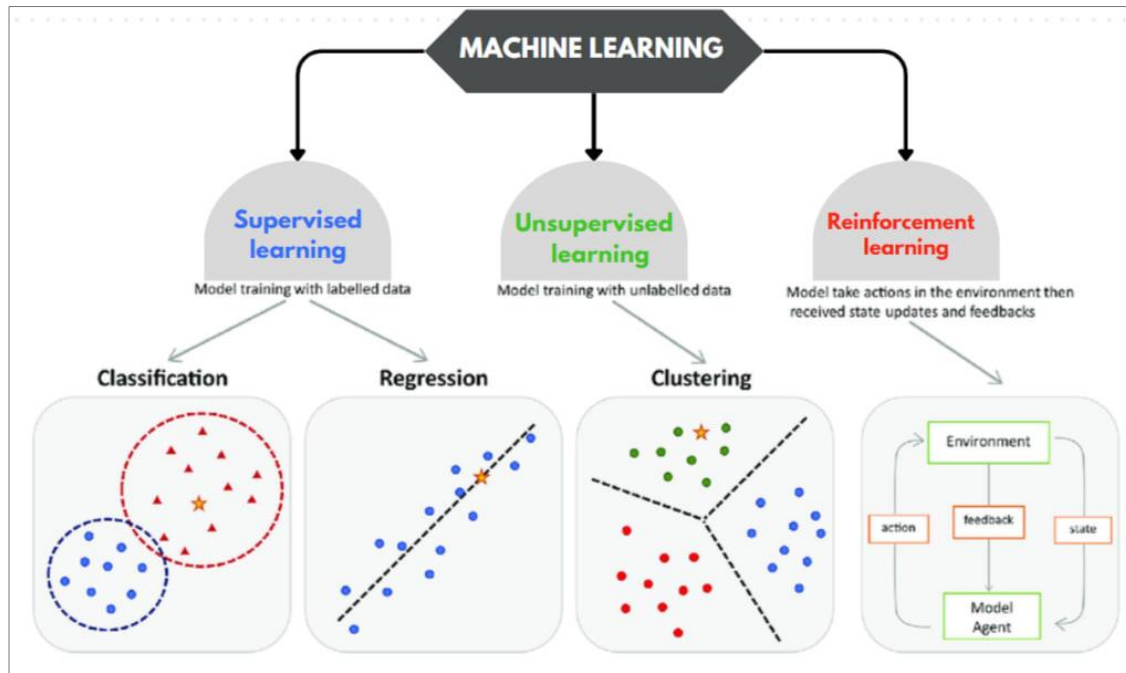 MACHINE LEARNING
Supervised
learning
Model training with labelled data
Unsupervised
learning
Model training with unlabelled data
Reinforcement
learning
Model take actions in the environment then
received state updates and feedbacks
Classification
Regression
Clustering
Environment
action
feedback
state
Model
Agent